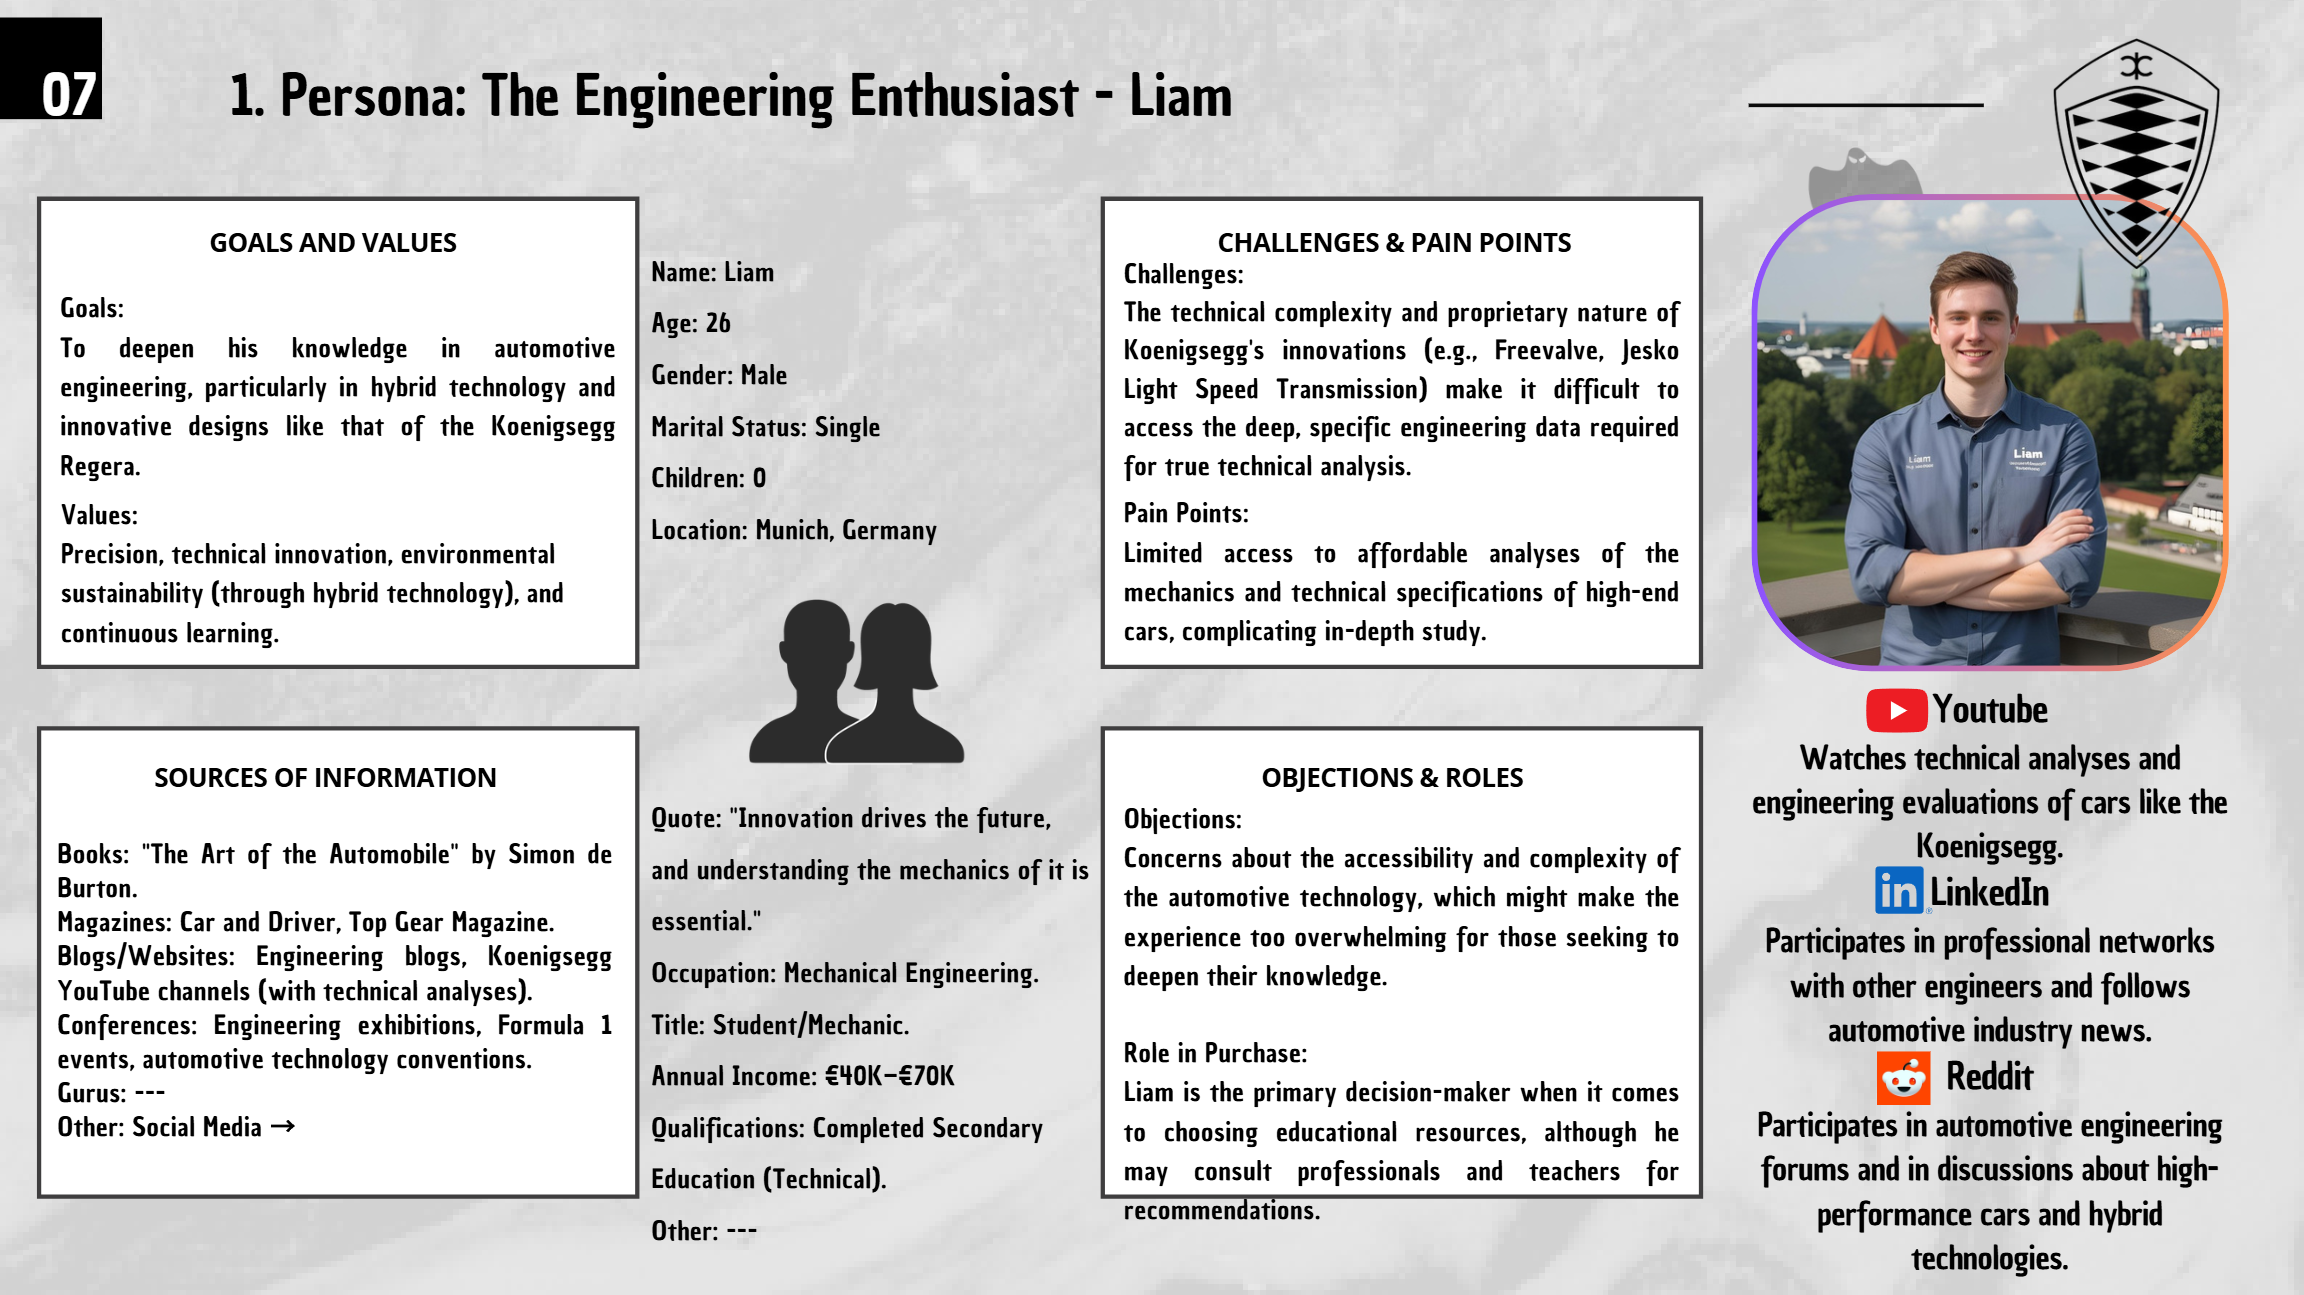 07
1. Persona: The Engineering Enthusiast - Liam
GOALS AND VALUES
Goals:
To deepen his knowledge in automotive
engineering, particularly in hybrid technology and
innovative designs like that of the Koenigsegg
Regera.
Values:
Precision, technical innovation, environmental
sustainability (through hybrid technology), and
continuous learning.
Name: Liam
Age: 26
Gender: Male
Marital Status: Single
Children: 0
Location: Munich, Germany
CHALLENGES & PAIN POINTS
Challenges:
The technical complexity and proprietary nature of
Koenigsegg's innovations (e.g., Freevalve, Jesko
Light Speed Transmission) make it difficult to
access the deep, specific engineering data required
for true technical analysis.
Pain Points:
Limited access to affordable analyses of the
mechanics and technical specifications of high-end
cars, complicating in-depth study.
Liam
Liam
SOURCES OF INFORMATION
Books: "The Art of the Automobile" by Simon de
Burton.
Magazines: Car and Driver, Top Gear Magazine.
Blogs/Websites: Engineering blogs, Koenigsegg
YouTube channels (with technical analyses).
Conferences: Engineering exhibitions, Formula 1
events, automotive technology conventions.
Gurus: ---
Other: Social Media →
Quote: "Innovation drives the future,
and understanding the mechanics of it is
essential."
Occupation: Mechanical Engineering.
Title: Student/Mechanic.
Annual Income: €40K–€70K
Qualifications: Completed Secondary
Education (Technical).
Other: ---
OBJECTIONS & ROLES
Objections:
Concerns about the accessibility and complexity of
the automotive technology, which might make the
experience too overwhelming for those seeking to
deepen their knowledge.
Role in Purchase:
Liam is the primary decision-maker when it comes
to choosing educational resources, although he
may consult professionals and teachers for
recommendations.
Youtube
Watches technical analyses and
engineering evaluations of cars like the
Koenigsegg.
in LinkedIn
Participates in professional networks
with other engineers and follows
automotive industry news.
Reddit
Participates in automotive engineering
forums and in discussions about high-
performance cars and hybrid
technologies.